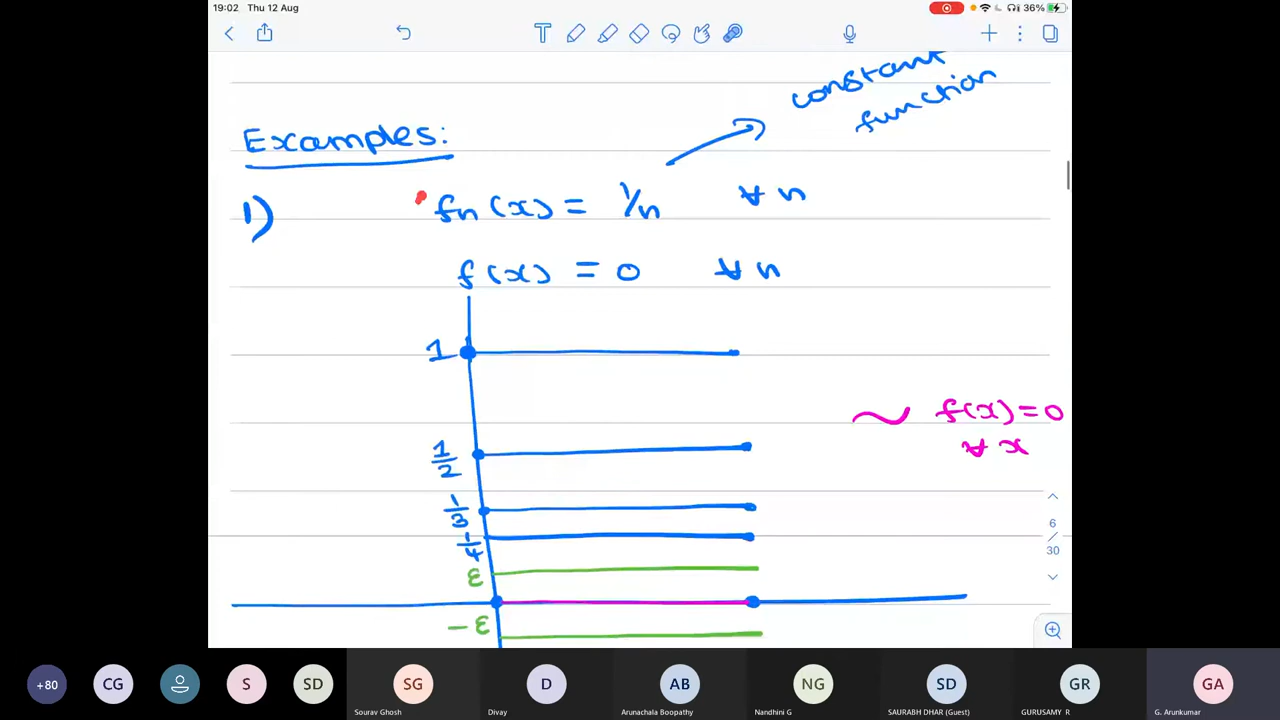 19:02 Thu 12 Aug
36%
constant
function
Examples:
1) fn(x) = 1/n ∀ n
f(x) = 0 ∀ n
1
f(x) = 0
∀ x
1/2
1/3
1/4
ε
-ε
6
/
30
+80 CG S SD SG D AB NG SD GR GA
Sourav Ghosh Divay Arunachala Boopathy Nandhini G SAURABH DHAR (Guest) GURUSAMY R G. Arunkumar